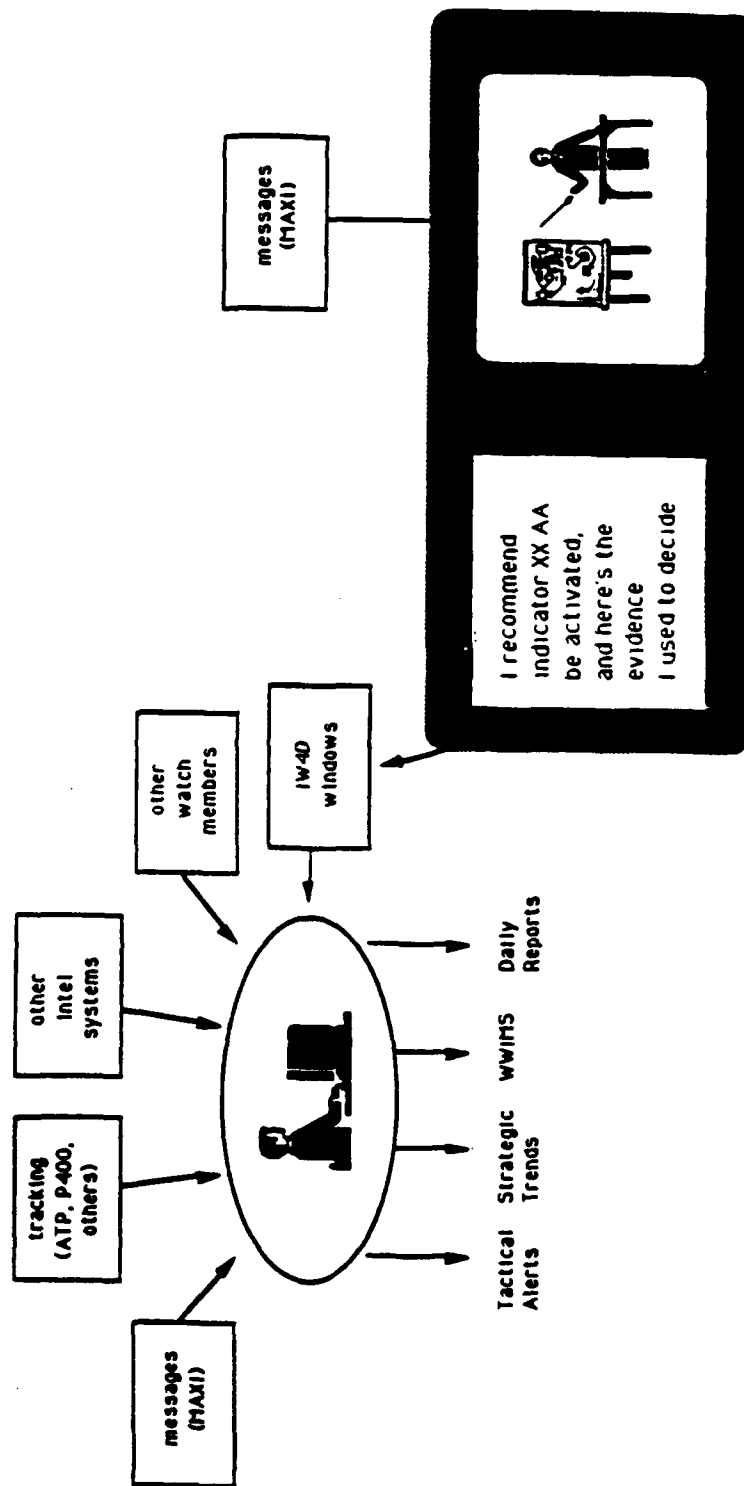 messages
(MAXI)
tracking
(ATP, P400,
others)
other
Intel
systems
other
watch
members
IW4D
windows
messages
(MAXI)
Tactical
Alerts
Strategic
Trends
WWIMS
Daily
Reports
I recommend
indicator XX AA
be activated,
and here's the
evidence
I used to decide